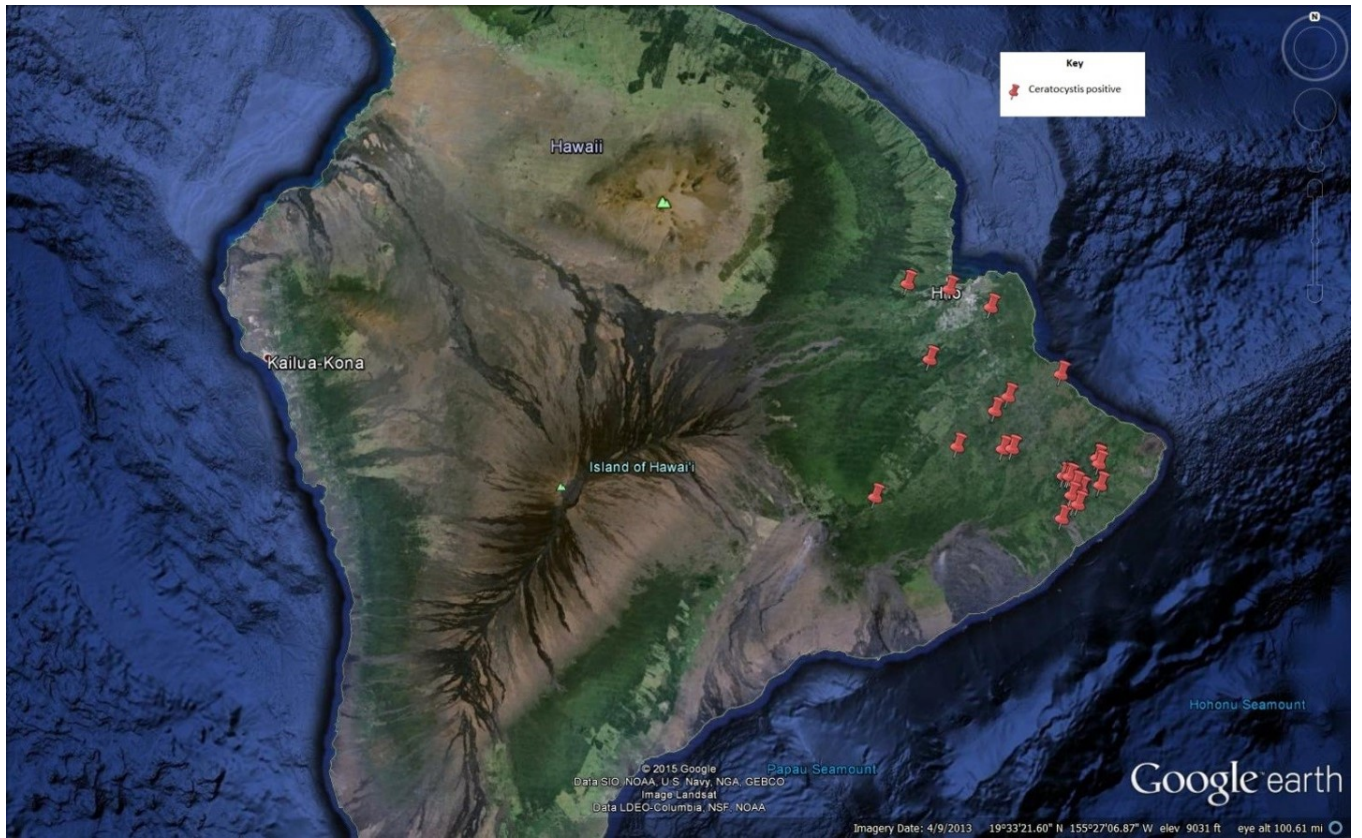 Key
Ceratocystis positive
N
Hawaii
Hilo
Kailua-Kona
Island of Hawai'i
Hohonu Seamount
Papau Seamount
© 2015 Google
Data SIO, NOAA, U.S. Navy, NGA, GEBCO
Image Landsat
Data LDEO-Columbia, NSF, NOAA
Google earth
Imagery Date: 4/9/2013 19°33'21.60" N 155°27'06.87" W elev 9031 ft eye alt 100.61 mi